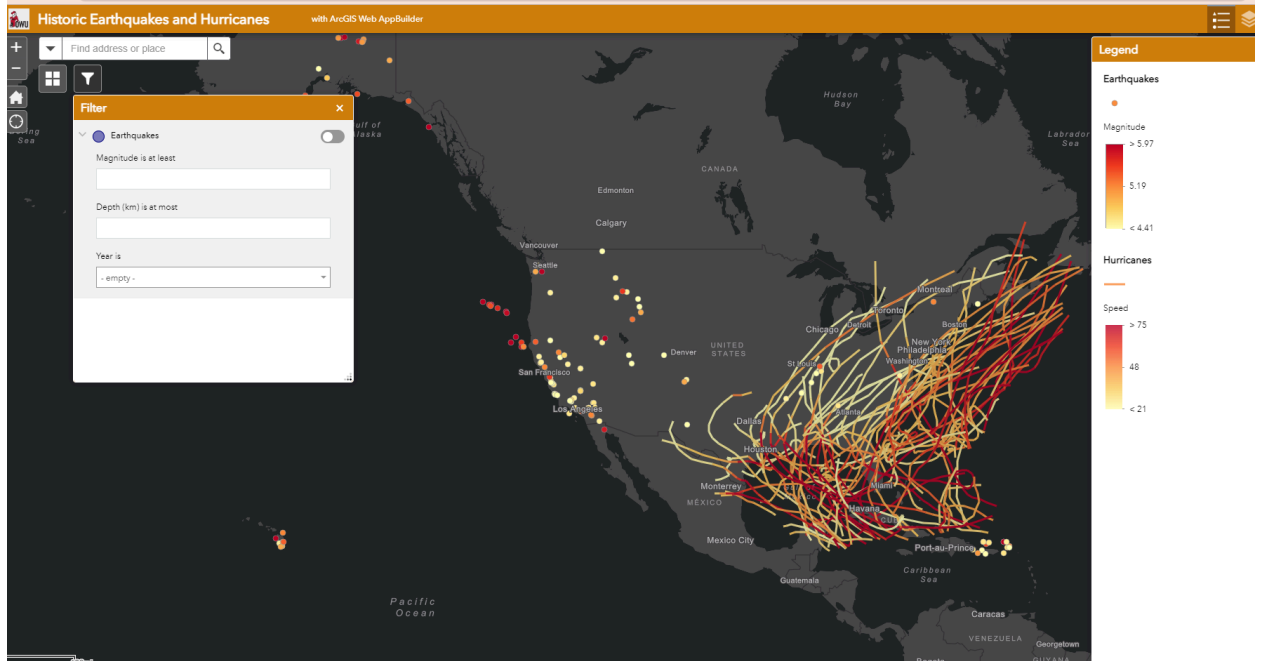 OWU
Historic Earthquakes and Hurricanes
with ArcGIS Web AppBuilder
+
−
Find address or place
Filter
×
Earthquakes
Magnitude is at least
Depth (km) is at most
Year is
- empty -
Legend
Earthquakes
Magnitude
> 5.97
5.19
< 4.41
Hurricanes
Speed
> 75
48
< 21
Sea
Hudson
Bay
Labrador
Sea
CANADA
Edmonton
Calgary
Vancouver
Seattle
Montreal
Toronto
Chicago
Detroit
Boston
New York
Philadelphia
Washington
UNITED
STATES
Denver
St Louis
San Francisco
Los Angeles
Atlanta
Dallas
Houston
Monterrey
MÉXICO
Miami
Havana
Mexico City
Port-au-Prince
Guatemala
Caribbean
Sea
Pacific
Ocean
Caracas
VENEZUELA
Georgetown